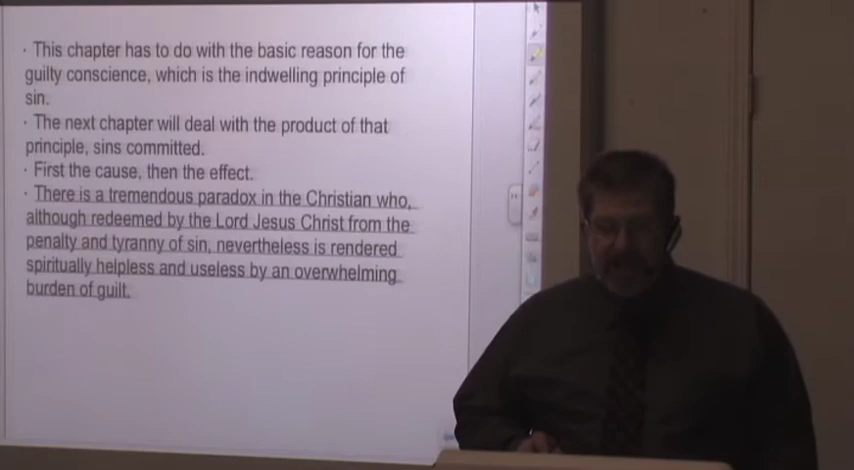 · This chapter has to do with the basic reason for the
guilty conscience, which is the indwelling principle of
sin.
· The next chapter will deal with the product of that
principle, sins committed.
· First the cause, then the effect.
· There is a tremendous paradox in the Christian who,
although redeemed by the Lord Jesus Christ from the
penalty and tyranny of sin, nevertheless is rendered
spiritually helpless and useless by an overwhelming
burden of guilt.